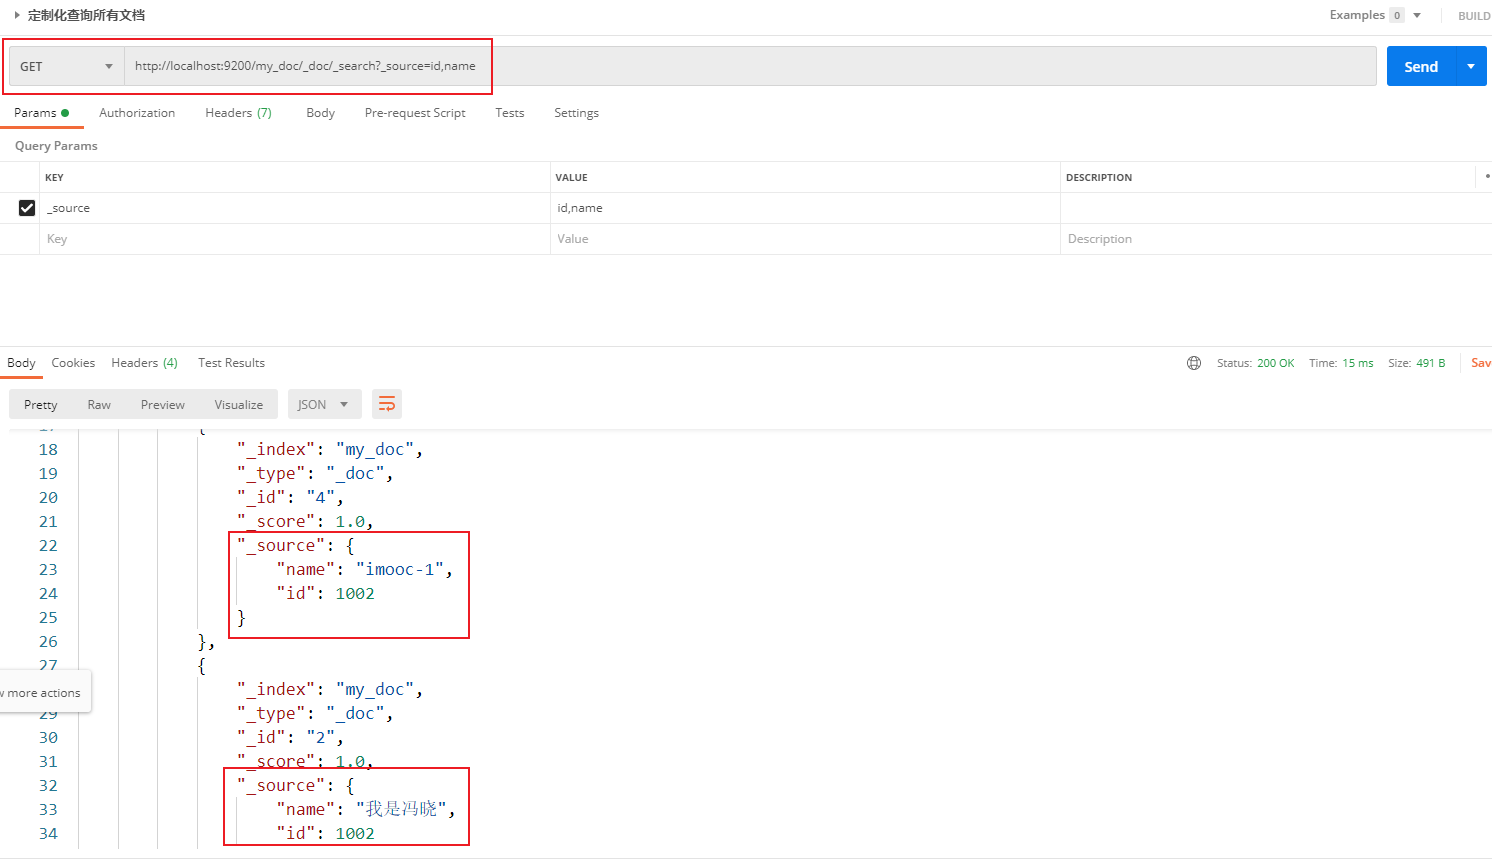 定制化查询所有文档
Examples 0 BUILD
GET http://localhost:9200/my_doc/_doc/_search?_source=id,name Send
Params Authorization Headers (7) Body Pre-request Script Tests Settings
Query Params
KEY VALUE DESCRIPTION
_source id,name
Key Value Description
Body Cookies Headers (4) Test Results Status: 200 OK Time: 15 ms Size: 491 B Sav
Pretty Raw Preview Visualize JSON
17 {
18 "_index": "my_doc",
19 "_type": "_doc",
20 "_id": "4",
21 "_score": 1.0,
22 "_source": {
23 "name": "imooc-1",
24 "id": 1002
25 }
26 },
27 {
"_index": "my_doc",
w more actions
29 "_type": "_doc",
30 "_id": "2",
31 "_score": 1.0,
32 "_source": {
33 "name": "我是冯晓",
34 "id": 1002